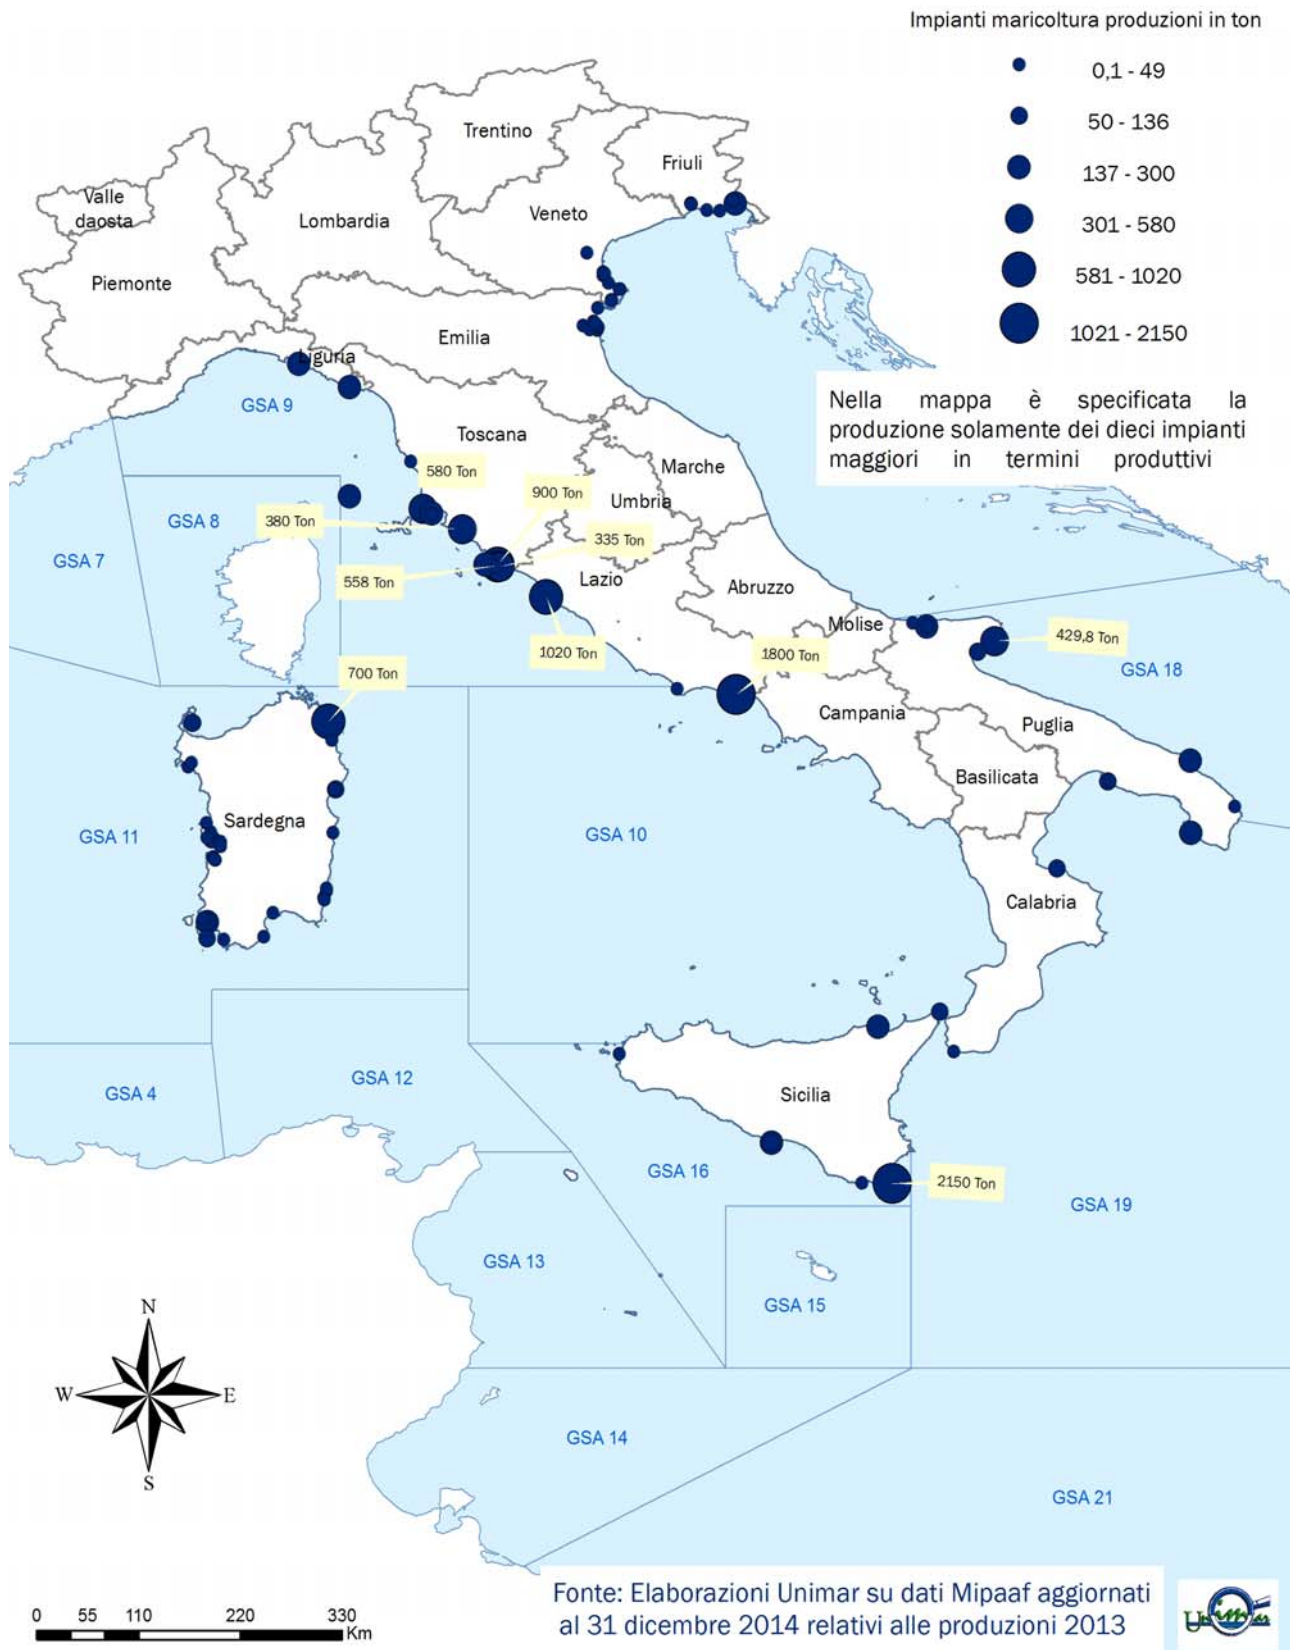 Impianti maricoltura produzioni in ton
0,1 - 49
50 - 136
137 - 300
301 - 580
581 - 1020
1021 - 2150
Nella mappa è specificata la
produzione solamente dei dieci impianti
maggiori in termini produttivi
Trentino
Friuli
Valle
daosta
Lombardia
Veneto
Piemonte
Emilia
Liguria
GSA 9
Toscana
Marche
580 Ton
900 Ton
Umbria
GSA 8
380 Ton
335 Ton
GSA 7
558 Ton
Lazio
Abruzzo
Molise
429,8 Ton
1020 Ton
1800 Ton
GSA 18
700 Ton
Campania
Puglia
Basilicata
Sardegna
GSA 11
GSA 10
Calabria
GSA 12
GSA 4
Sicilia
GSA 16
2150 Ton
GSA 19
GSA 13
GSA 15
N
W
E
S
GSA 14
GSA 21
0 55 110 220 330
Km
Fonte: Elaborazioni Unimar su dati Mipaaf aggiornati
al 31 dicembre 2014 relativi alle produzioni 2013
Unimar